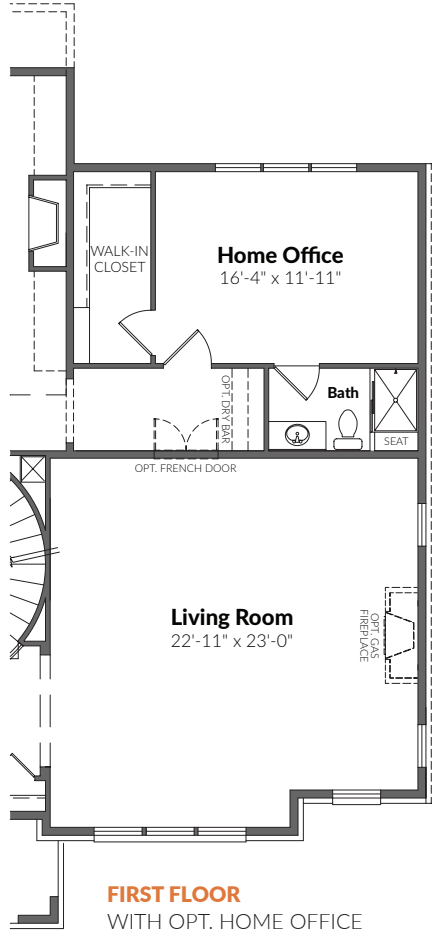 WALK-IN
CLOSET
Home Office
16'-4" x 11'-11"
OPT. DRY BAR
Bath
SEAT
OPT. FRENCH DOOR
Living Room
22'-11" x 23'-0"
OPT. GAS
FIREPLACE
FIRST FLOOR
WITH OPT. HOME OFFICE